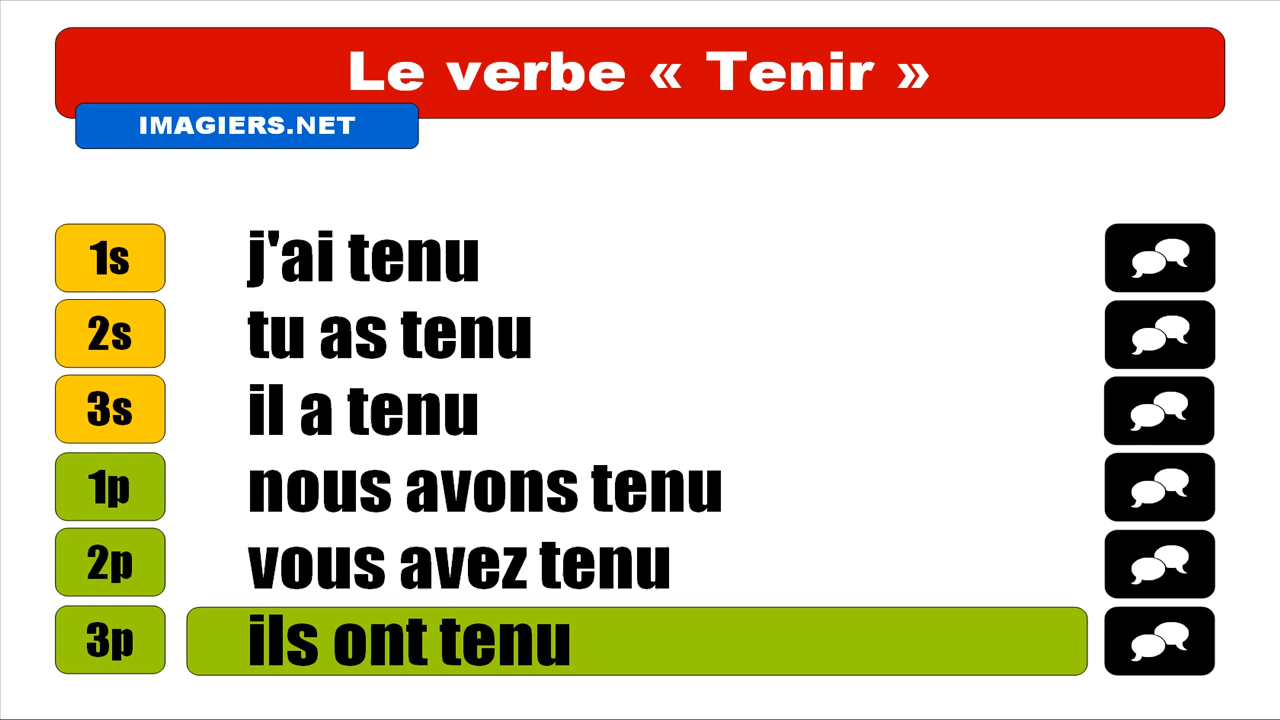 Le verbe « Tenir »
IMAGIERS.NET
1s j'ai tenu
2s tu as tenu
3s il a tenu
1p nous avons tenu
2p vous avez tenu
3p ils ont tenu